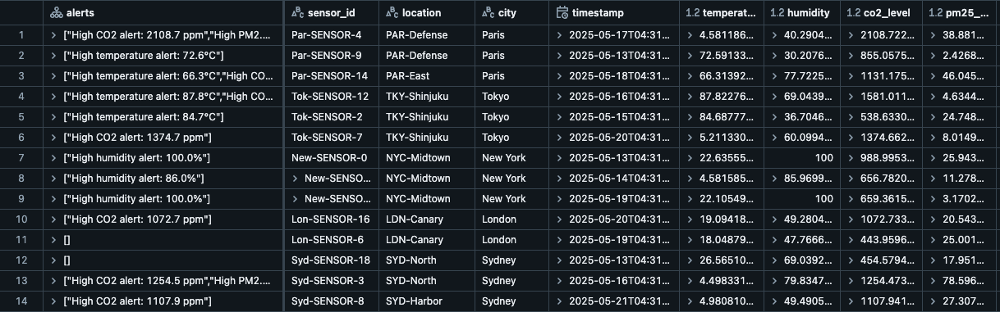 alerts sensor_id location city timestamp 1.2 temperat... 1.2 humidity 1.2 co2_level 1.2 pm25_...
1 ["High CO2 alert: 2108.7 ppm","High PM2.... Par-SENSOR-4 PAR-Defense Paris 2025-05-17T04:31... 4.581186... 40.2904... 2108.722... 38.881...
2 ["High temperature alert: 72.6°C"] Par-SENSOR-9 PAR-Defense Paris 2025-05-13T04:31... 72.59133... 30.2076... 855.0575... 2.4268...
3 ["High temperature alert: 66.3°C","High CO... Par-SENSOR-14 PAR-East Paris 2025-05-18T04:31... 66.31392... 77.7225... 1131.175... 46.045...
4 ["High temperature alert: 87.8°C","High CO... Tok-SENSOR-12 TKY-Shinjuku Tokyo 2025-05-16T04:31... 87.82276... 69.0439... 1581.011... 4.6344...
5 ["High temperature alert: 84.7°C"] Tok-SENSOR-2 TKY-Shinjuku Tokyo 2025-05-15T04:31... 84.68777... 36.7046... 538.6330... 24.748...
6 ["High CO2 alert: 1374.7 ppm"] Tok-SENSOR-7 TKY-Shinjuku Tokyo 2025-05-20T04:31... 5.211330... 60.0994... 1374.662... 8.0149...
7 ["High humidity alert: 100.0%"] New-SENSOR-0 NYC-Midtown New York 2025-05-13T04:31... 22.63555... 100 988.9953... 25.943...
8 ["High humidity alert: 86.0%"] New-SENSO... NYC-Midtown New York 2025-05-14T04:31... 4.581585... 85.9699... 656.7820... 11.278...
9 ["High humidity alert: 100.0%"] New-SENSO... NYC-Midtown New York 2025-05-19T04:31... 22.10549... 100 659.3615... 3.1702...
10 ["High CO2 alert: 1072.7 ppm"] Lon-SENSOR-16 LDN-Canary London 2025-05-20T04:31... 19.09418... 49.2804... 1072.733... 20.543...
11 [] Lon-SENSOR-6 LDN-Canary London 2025-05-19T04:31... 18.04879... 47.7666... 443.9596... 25.001...
12 [] Syd-SENSOR-18 SYD-North Sydney 2025-05-13T04:31... 26.56510... 69.0392... 454.5794... 17.951...
13 ["High CO2 alert: 1254.5 ppm","High PM2.... Syd-SENSOR-3 SYD-North Sydney 2025-05-16T04:31... 4.498331... 79.8347... 1254.473... 78.596...
14 ["High CO2 alert: 1107.9 ppm"] Syd-SENSOR-8 SYD-Harbor Sydney 2025-05-21T04:31... 4.980810... 49.4905... 1107.941... 27.307...